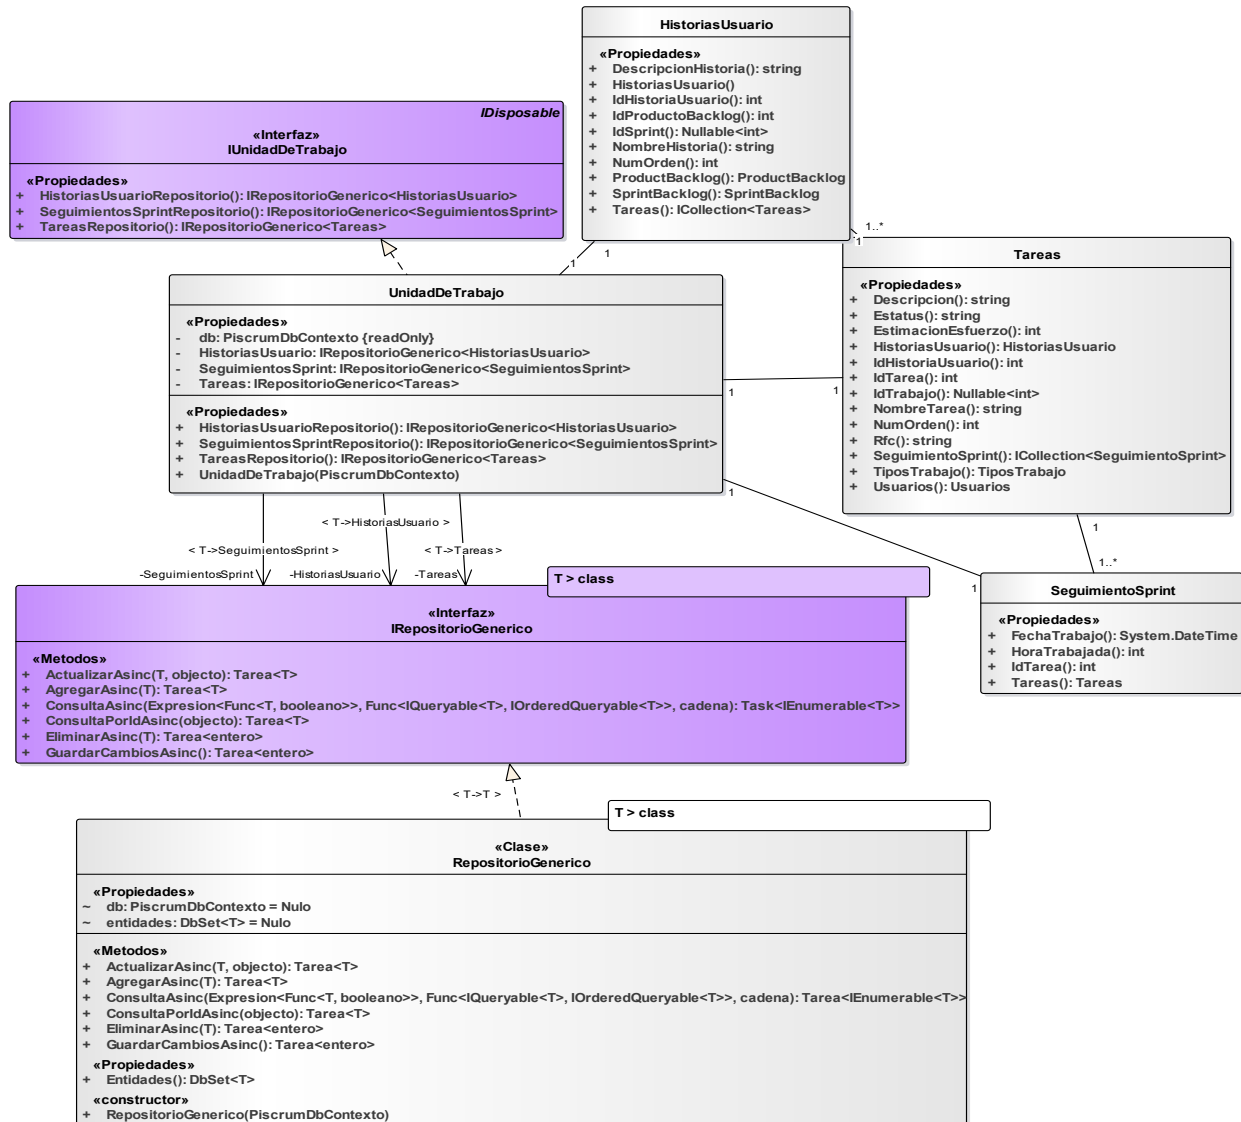 HistoriasUsuario
«Propiedades»
+ DescripcionHistoria(): string
+ HistoriasUsuario()
+ IdHistoriaUsuario(): int
+ IdProductoBacklog(): int
+ IdSprint(): Nullable<int>
+ NombreHistoria(): string
+ NumOrden(): int
+ ProductBacklog(): ProductBacklog
+ SprintBacklog(): SprintBacklog
+ Tareas(): ICollection<Tareas>
IDisposable
«Interfaz»
IUnidadDeTrabajo
«Propiedades»
+ HistoriasUsuarioRepositorio(): IRepositorioGenerico<HistoriasUsuario>
+ SeguimientosSprintRepositorio(): IRepositorioGenerico<SeguimientosSprint>
+ TareasRepositorio(): IRepositorioGenerico<Tareas>
1..*
1
1
1
Tareas
«Propiedades»
+ Descripcion(): string
+ Estatus(): string
+ EstimacionEsfuerzo(): int
+ HistoriasUsuario(): HistoriasUsuario
+ IdHistoriaUsuario(): int
+ IdTarea(): int
+ IdTrabajo(): Nullable<int>
+ NombreTarea(): string
+ NumOrden(): int
+ Rfc(): string
+ SeguimientoSprint(): ICollection<SeguimientoSprint>
+ TiposTrabajo(): TiposTrabajo
+ Usuarios(): Usuarios
UnidadDeTrabajo
«Propiedades»
- db: PiscrumDbContexto {readOnly}
- HistoriasUsuario: IRepositorioGenerico<HistoriasUsuario>
- SeguimientosSprint: IRepositorioGenerico<SeguimientosSprint>
- Tareas: IRepositorioGenerico<Tareas>
«Propiedades»
+ HistoriasUsuarioRepositorio(): IRepositorioGenerico<HistoriasUsuario>
+ SeguimientosSprintRepositorio(): IRepositorioGenerico<SeguimientosSprint>
+ TareasRepositorio(): IRepositorioGenerico<Tareas>
+ UnidadDeTrabajo(PiscrumDbContexto)
1
1
1
1
1..*
1
< T->HistoriasUsuario >
< T->SeguimientosSprint >
< T->Tareas >
-SeguimientosSprint
-HistoriasUsuario
-Tareas
SeguimientoSprint
«Propiedades»
+ FechaTrabajo(): System.DateTime
+ HoraTrabajada(): int
+ IdTarea(): int
+ Tareas(): Tareas
T > class
«Interfaz»
IRepositorioGenerico
«Metodos»
+ ActualizarAsinc(T, objecto): Tarea<T>
+ AgregarAsinc(T): Tarea<T>
+ ConsultaAsinc(Expresion<Func<T, booleano>>, Func<IQueryable<T>, IOrderedQueryable<T>>, cadena): Task<IEnumerable<T>>
+ ConsultaPorIdAsinc(objecto): Tarea<T>
+ EliminarAsinc(T): Tarea<entero>
+ GuardarCambiosAsinc(): Tarea<entero>
< T->T >
T > class
«Clase»
RepositorioGenerico
«Propiedades»
~ db: PiscrumDbContexto = Nulo
~ entidades: DbSet<T> = Nulo
«Metodos»
+ ActualizarAsinc(T, objecto): Tarea<T>
+ AgregarAsinc(T): Tarea<T>
+ ConsultaAsinc(Expresion<Func<T, booleano>>, Func<IQueryable<T>, IOrderedQueryable<T>>, cadena): Tarea<IEnumerable<T>>
+ ConsultaPorIdAsinc(objecto): Tarea<T>
+ EliminarAsinc(T): Tarea<entero>
+ GuardarCambiosAsinc(): Tarea<entero>
«Propiedades»
+ Entidades(): DbSet<T>
«constructor»
+ RepositorioGenerico(PiscrumDbContexto)